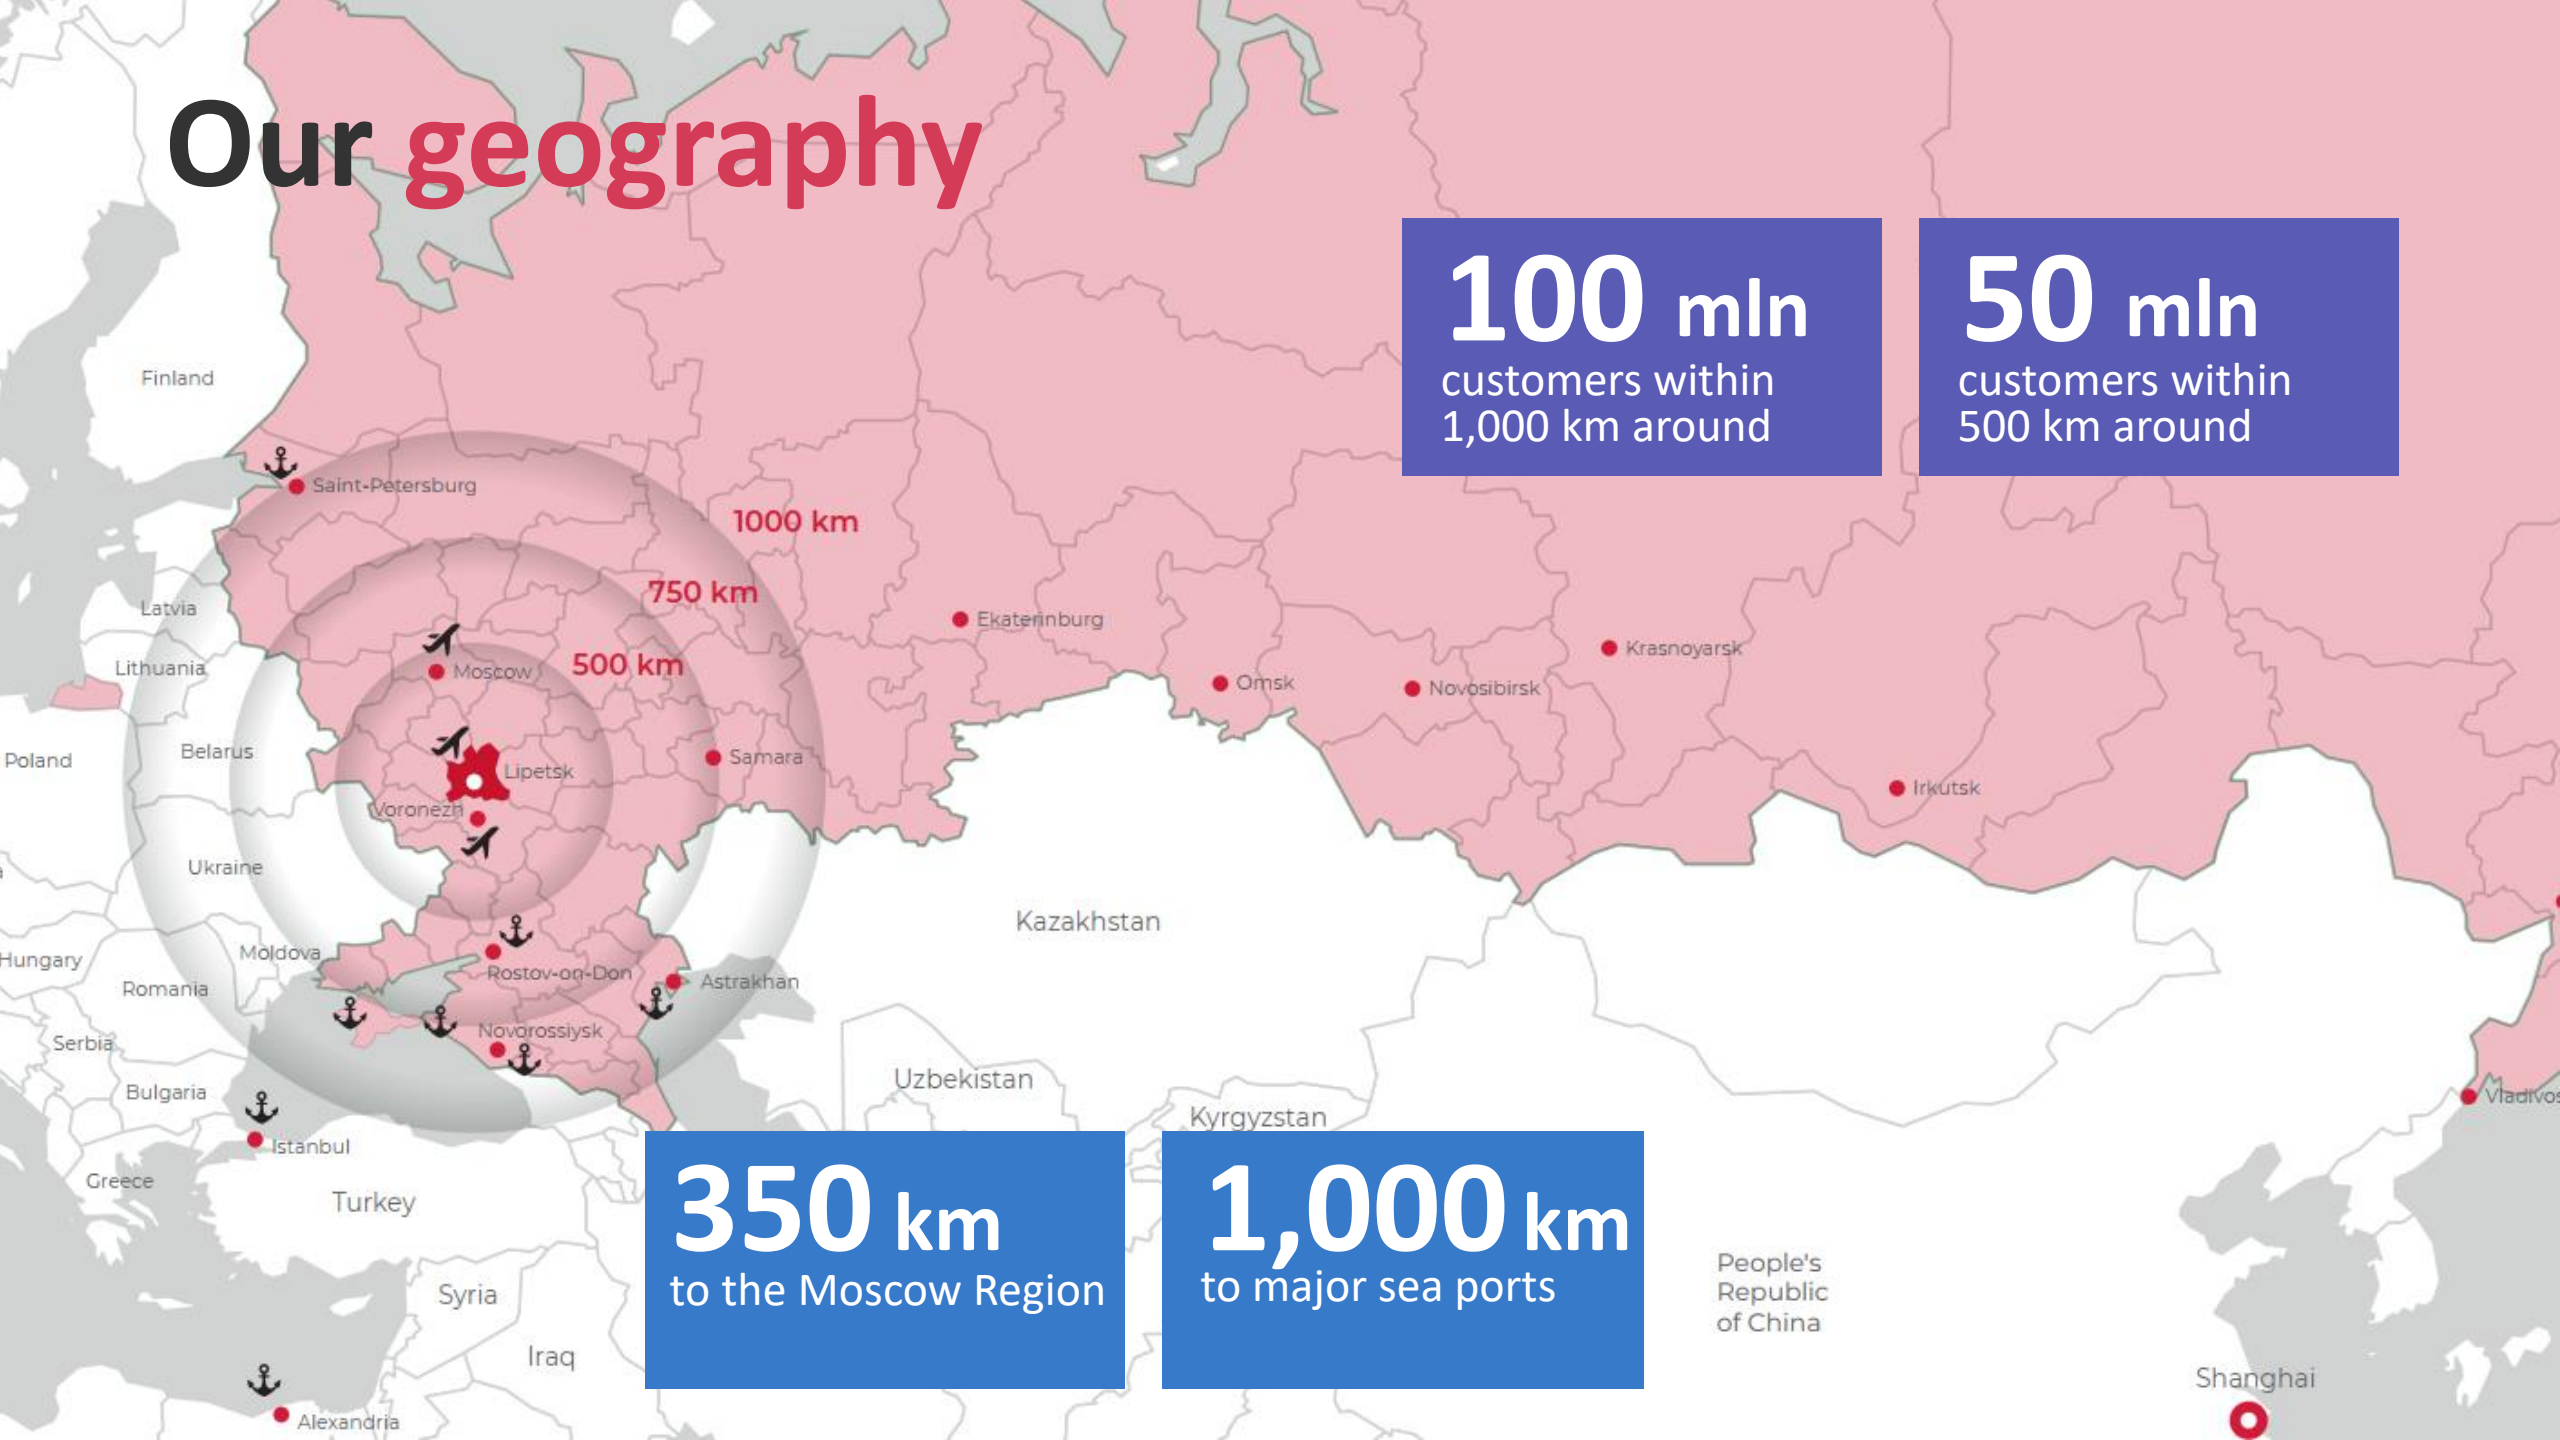 Our geography
100 mln
customers within
1,000 km around
50 mln
customers within
500 km around
Finland
Saint-Petersburg
1000 km
750 km
Latvia
Ekaterinburg
Krasnoyarsk
Lithuania
Moscow
500 km
Omsk
Novosibirsk
Poland
Belarus
Samara
Lipetsk
Irkutsk
Voronezh
Ukraine
Kazakhstan
Hungary
Moldova
Rostov-on-Don
Astrakhan
Romania
Novorossiysk
Serbia
Uzbekistan
Bulgaria
Vladivos
Kyrgyzstan
Istanbul
Greece
Turkey
350 km
to the Moscow Region
1,000 km
to major sea ports
People's
Republic
of China
Syria
Iraq
Shanghai
Alexandria